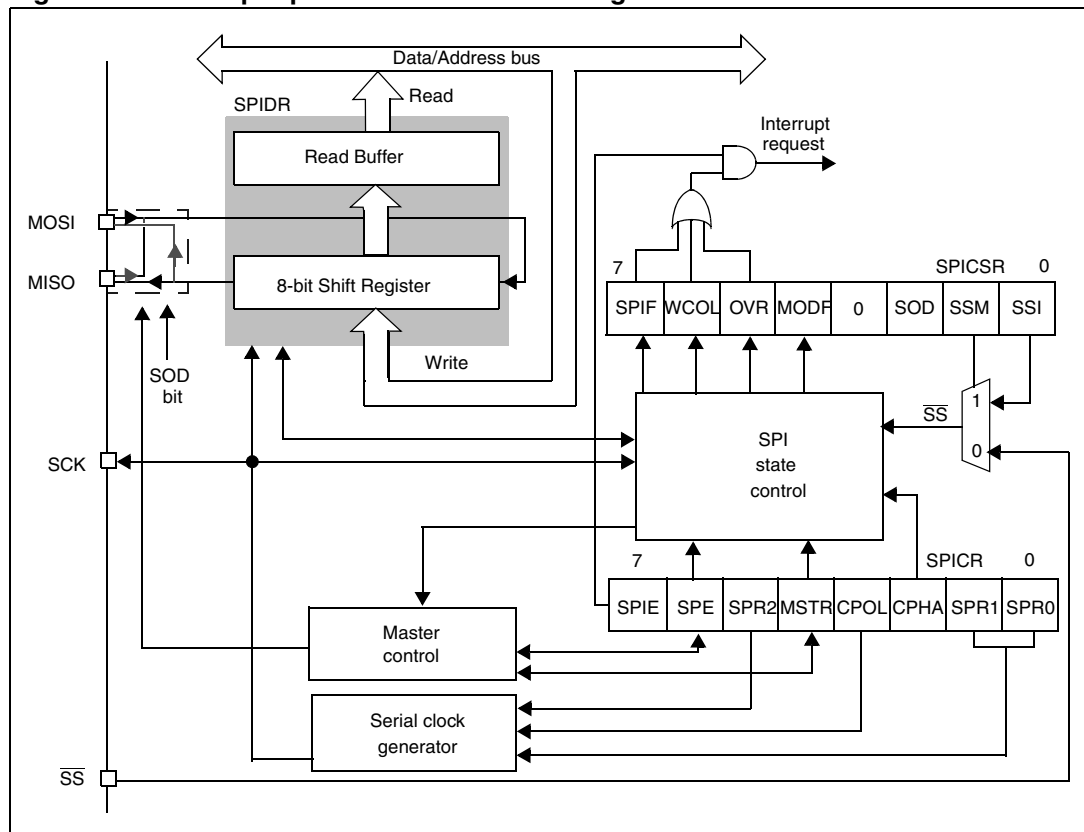 Data/Address bus
SPIDR
Read
Read Buffer
Interrupt
request
MOSI
MISO
8-bit Shift Register
7
SPICSR
0
SPIF WCOL OVR MODF 0 SOD SSM SSI
Write
SOD
bit
1
SS
0
SCK
SPI
state
control
7
SPICR
0
SPIE SPE SPR2 MSTR CPOL CPHA SPR1 SPR0
Master
control
Serial clock
generator
SS